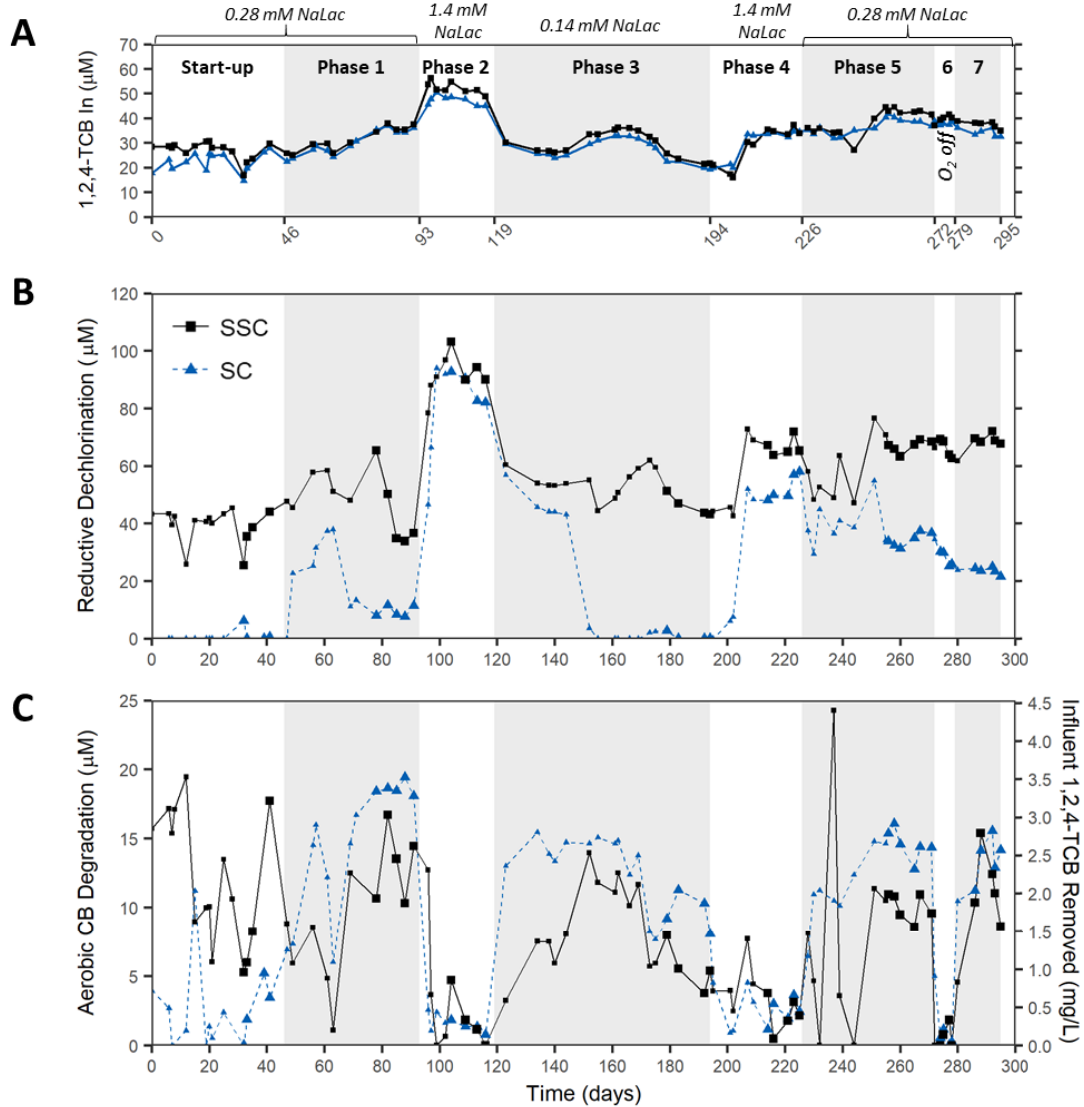 0.28 mM NaLac
1.4 mM
NaLac
0.14 mM NaLac
1.4 mM
NaLac
0.28 mM NaLac
A
1,2,4-TCB In (µM)
70
60
50
40
30
20
10
0
Start-up
Phase 1
Phase 2
Phase 3
Phase 4
Phase 5
6
7
O2 off
0
46
93
119
194
226
272
279
295
B
Reductive Dechlorination (µM)
120
100
80
60
40
20
0
SSC
SC
0 20 40 60 80 100 120 140 160 180 200 220 240 260 280 300
C
Aerobic CB Degradation (µM)
25
20
15
10
5
0
Influent 1,2,4-TCB Removed (mg/L)
4.5
4.0
3.5
3.0
2.5
2.0
1.5
1.0
0.5
0.0
0 20 40 60 80 100 120 140 160 180 200 220 240 260 280 300
Time (days)